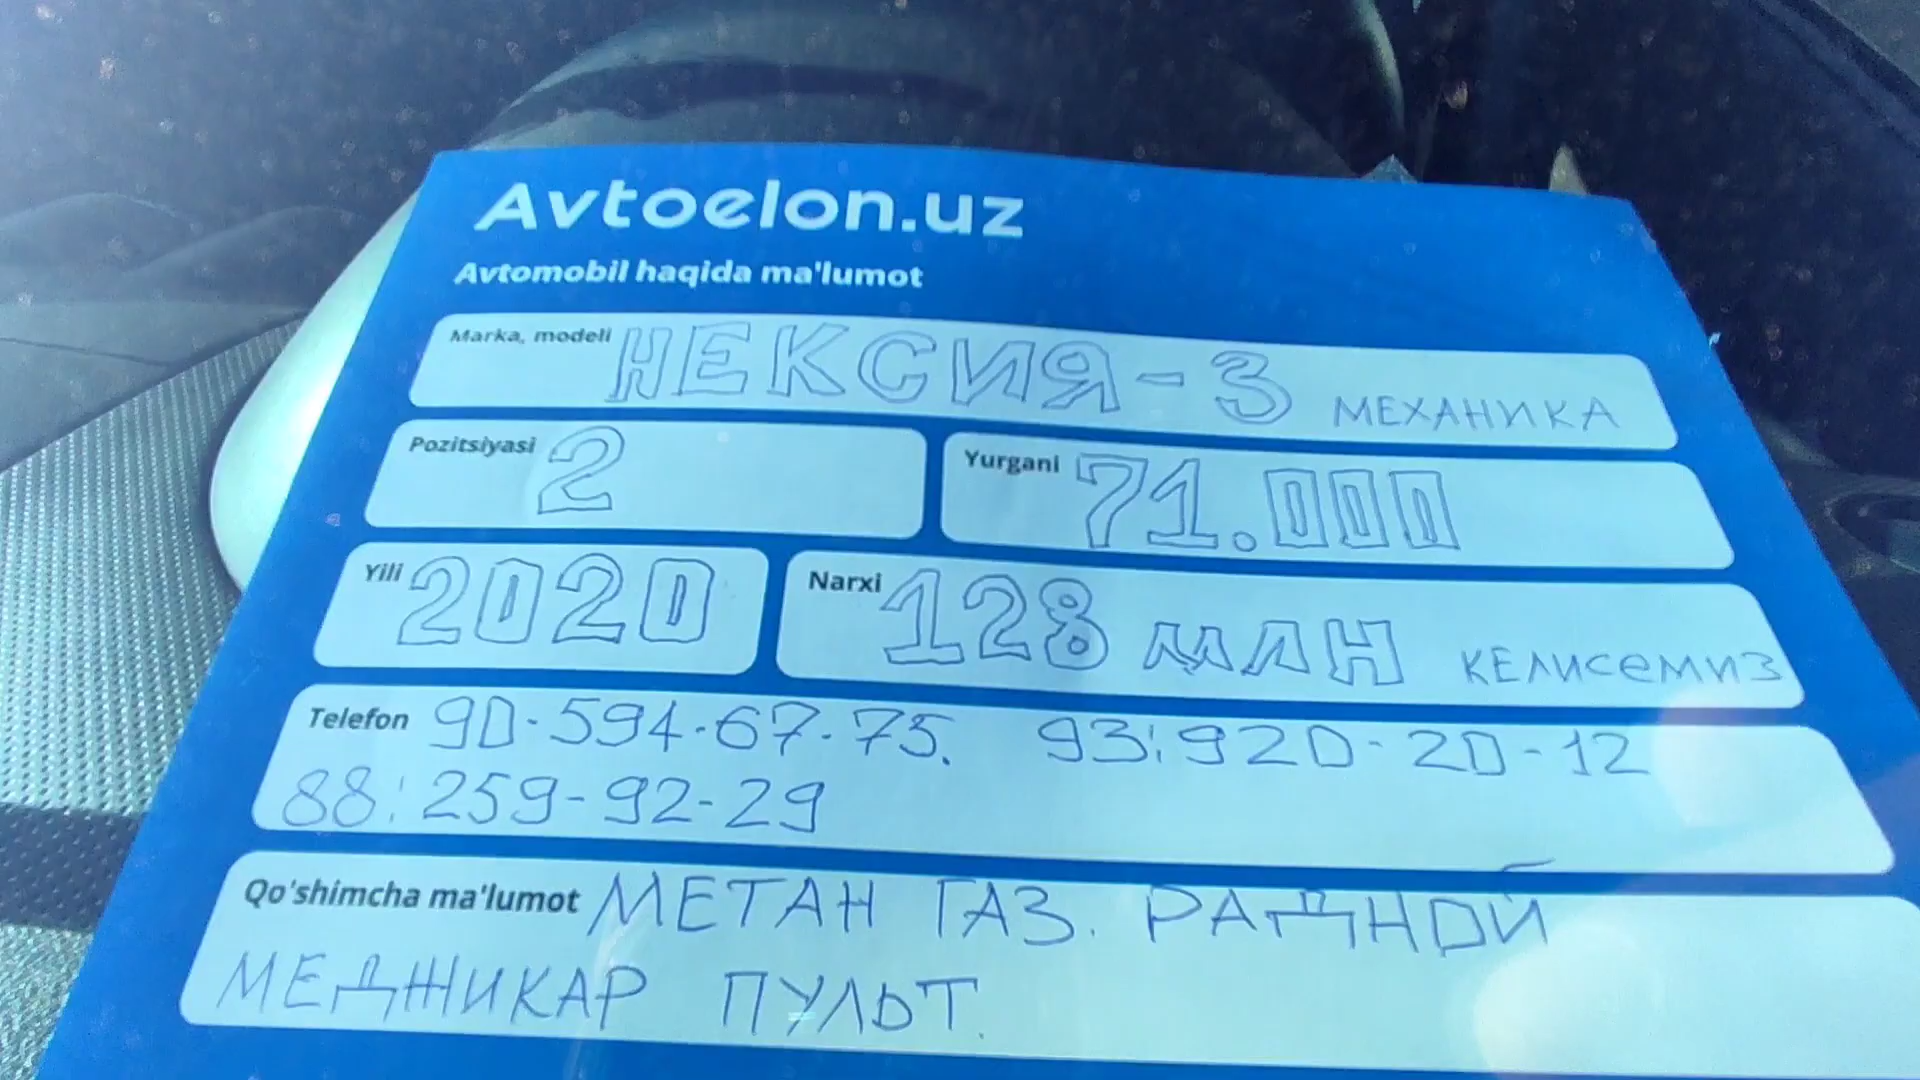 Avtoelon.uz
Avtomobil haqida ma'lumot
Marka, modeli НЕКСИЯ-3 МЕХАНИКА
Pozitsiyasi 2
Yurgani 71.000
Yili 2020
Narxi 128 МЛН КЕЛИСЕМИЗ
Telefon 90-594-67-75. 93:920-20-12
88:259-92-29
Qo'shimcha ma'lumot МЕТАН ГАЗ. РАДНОЙ
МЕДЖИКАР ПУЛЬТ.